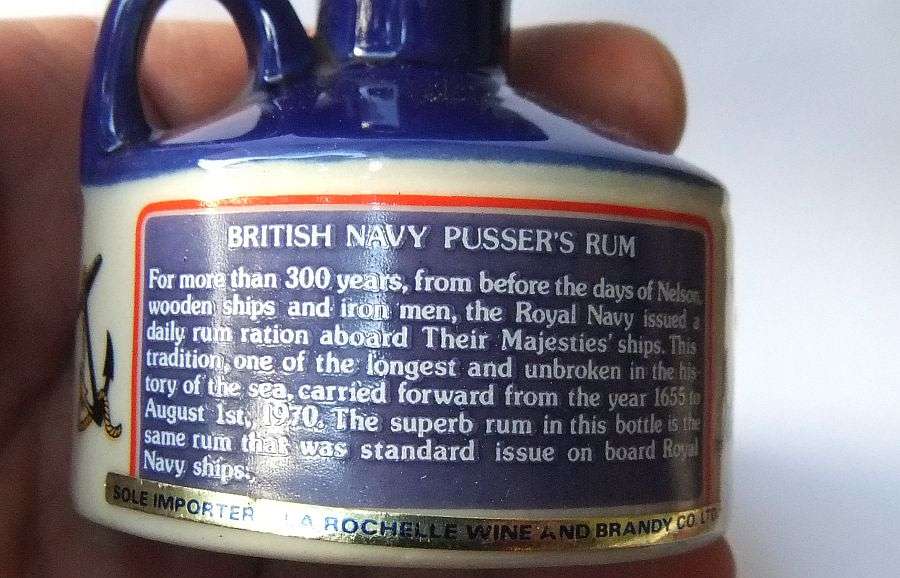 BRITISH NAVY PUSSER'S RUM
For more than 300 years, from before the days of Nelson,
wooden ships and iron men, the Royal Navy issued a
daily rum ration aboard Their Majesties' ships. This
tradition, one of the longest and unbroken in the his-
tory of the sea, carried forward from the year 1655 to
August 1st, 1970. The superb rum in this bottle is the
same rum that was standard issue on board Royal
Navy ships.
SOLE IMPORTER LA ROCHELLE WINE AND BRANDY CO. LTD